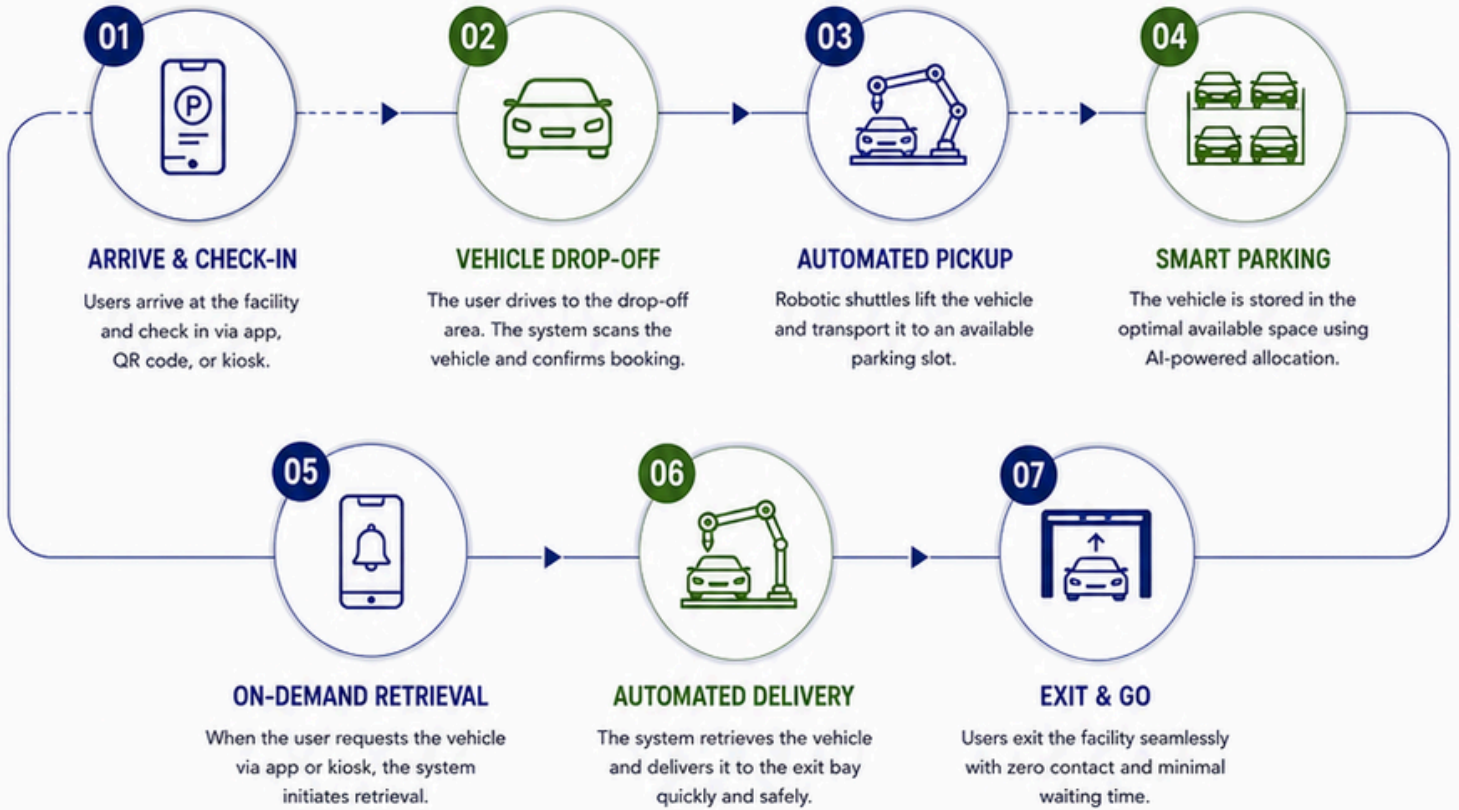 01
P
ARRIVE & CHECK-IN
Users arrive at the facility
and check in via app,
QR code, or kiosk.
02
VEHICLE DROP-OFF
The user drives to the drop-off
area. The system scans the
vehicle and confirms booking.
03
AUTOMATED PICKUP
Robotic shuttles lift the vehicle
and transport it to an available
parking slot.
04
SMART PARKING
The vehicle is stored in the
optimal available space using
AI-powered allocation.
05
ON-DEMAND RETRIEVAL
When the user requests the vehicle
via app or kiosk, the system
initiates retrieval.
06
AUTOMATED DELIVERY
The system retrieves the vehicle
and delivers it to the exit bay
quickly and safely.
07
EXIT & GO
Users exit the facility seamlessly
with zero contact and minimal
waiting time.